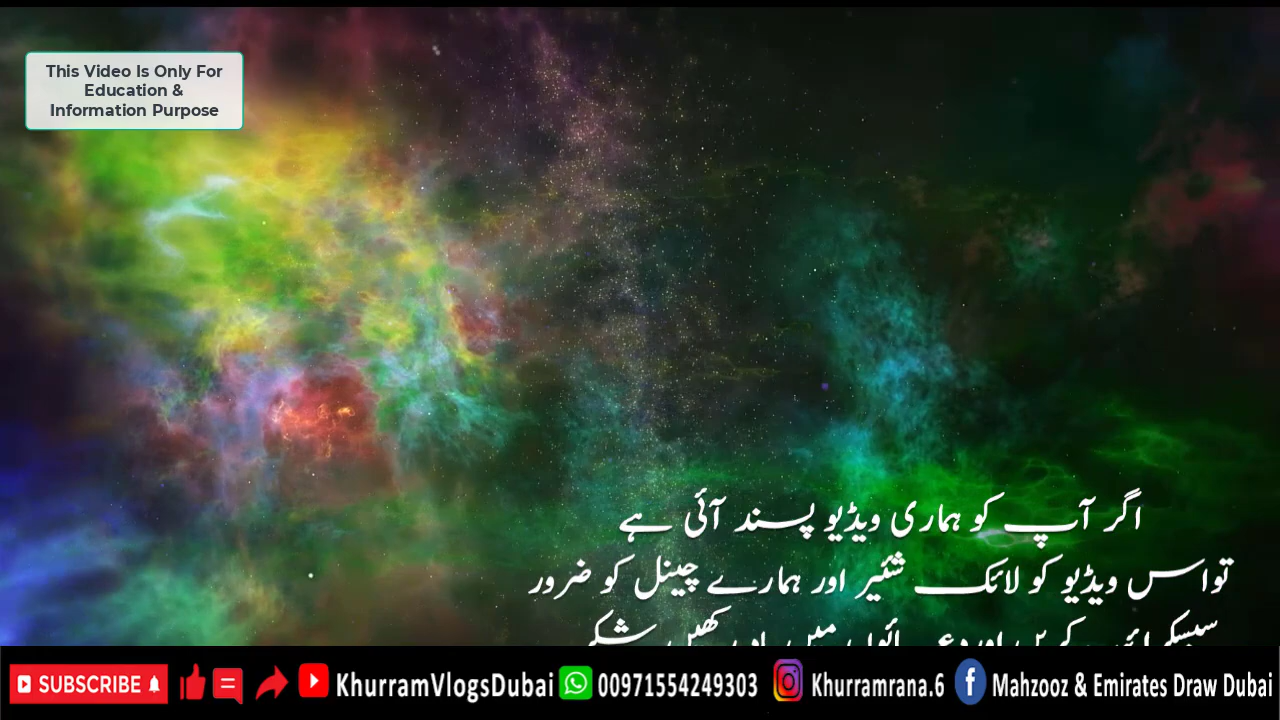 This Video Is Only For
Education &
Information Purpose
اگر آپ کو ہماری ویڈیو پسند آئی ہے
تواس ویڈیو کو لائک شئیر اور ہمارے چینل کو ضرور
SUBSCRIBE KhurramVlogsDubai 00971554249303 Khurramrana.6 Mahzooz & Emirates Draw Dubai